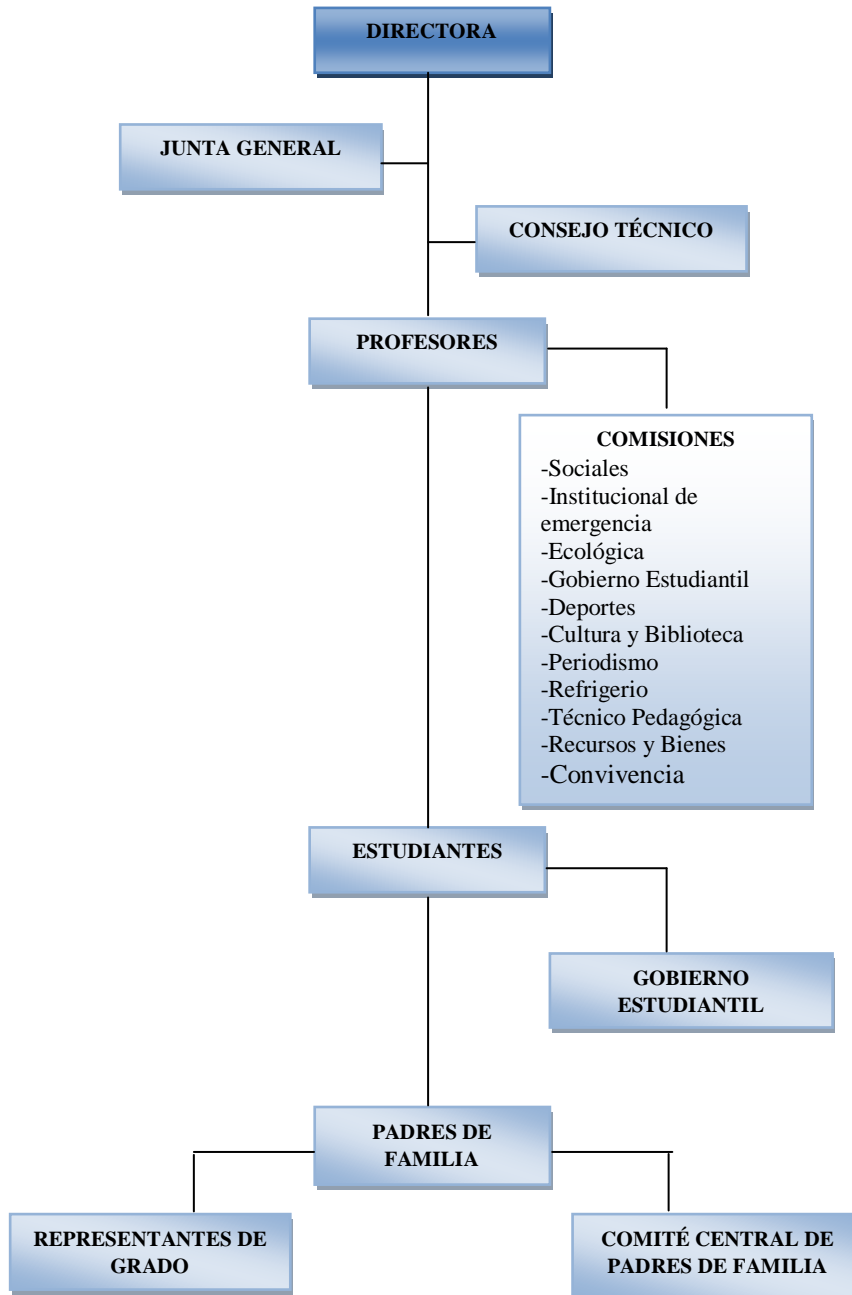 DIRECTORA
JUNTA GENERAL
CONSEJO TÉCNICO
PROFESORES
COMISIONES
-Sociales
-Institucional de
emergencia
-Ecológica
-Gobierno Estudiantil
-Deportes
-Cultura y Biblioteca
-Periodismo
-Refrigerio
-Técnico Pedagógica
-Recursos y Bienes
-Convivencia
ESTUDIANTES
GOBIERNO
ESTUDIANTIL
PADRES DE
FAMILIA
REPRESENTANTES DE
GRADO
COMITÉ CENTRAL DE
PADRES DE FAMILIA